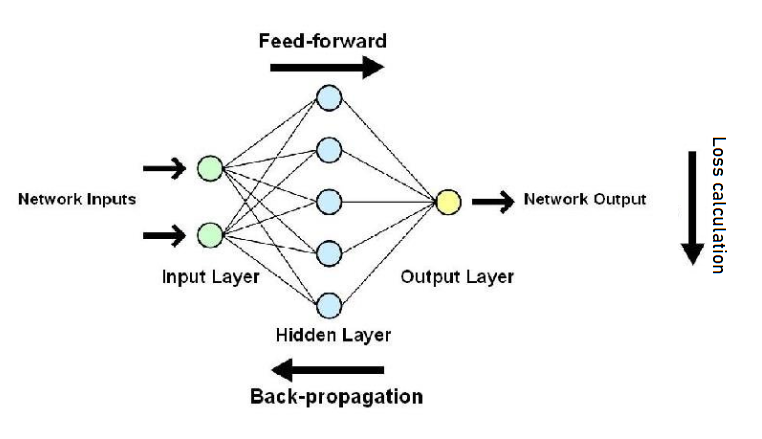 Feed-forward
Network Inputs
Network Output
Loss calculation
Input Layer
Output Layer
Hidden Layer
Back-propagation